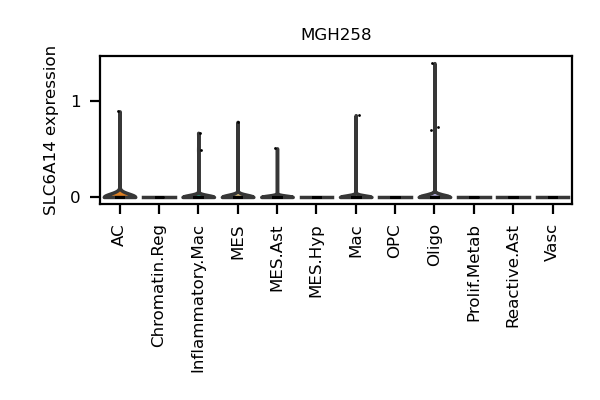 MGH258
SLC6A14 expression
1
0
AC
Chromatin.Reg
Inflammatory.Mac
MES
MES.Ast
MES.Hyp
Mac
OPC
Oligo
Prolif.Metab
Reactive.Ast
Vasc